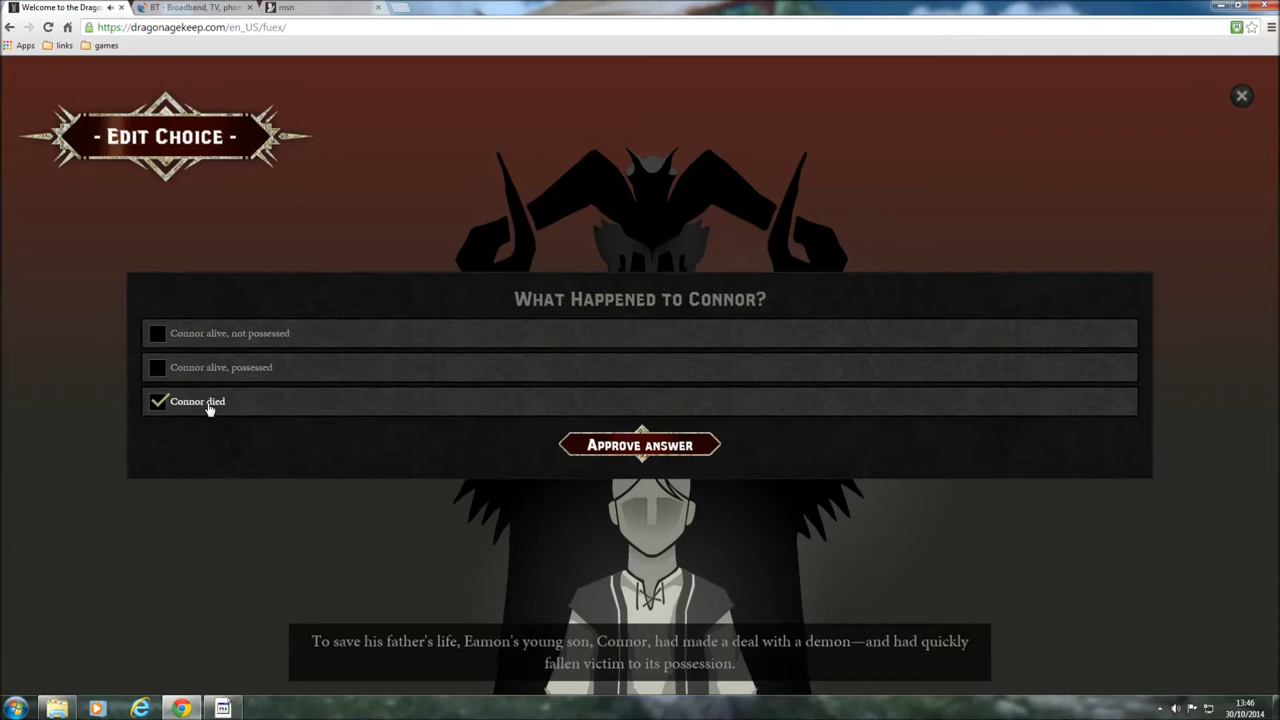 Welcome to the Drago
BT - Broadband, TV, phon
msn
https://dragonagekeep.com/en_US/fuex/
Apps links games
- EDIT CHOICE -
WHAT HAPPENED TO CONNOR?
Connor alive, not possessed
Connor alive, possessed
Connor died
APPROVE ANSWER
To save his father's life, Eamon's young son, Connor, had made a deal with a demon—and had quickly
fallen victim to its possession.
13:46
30/10/2014